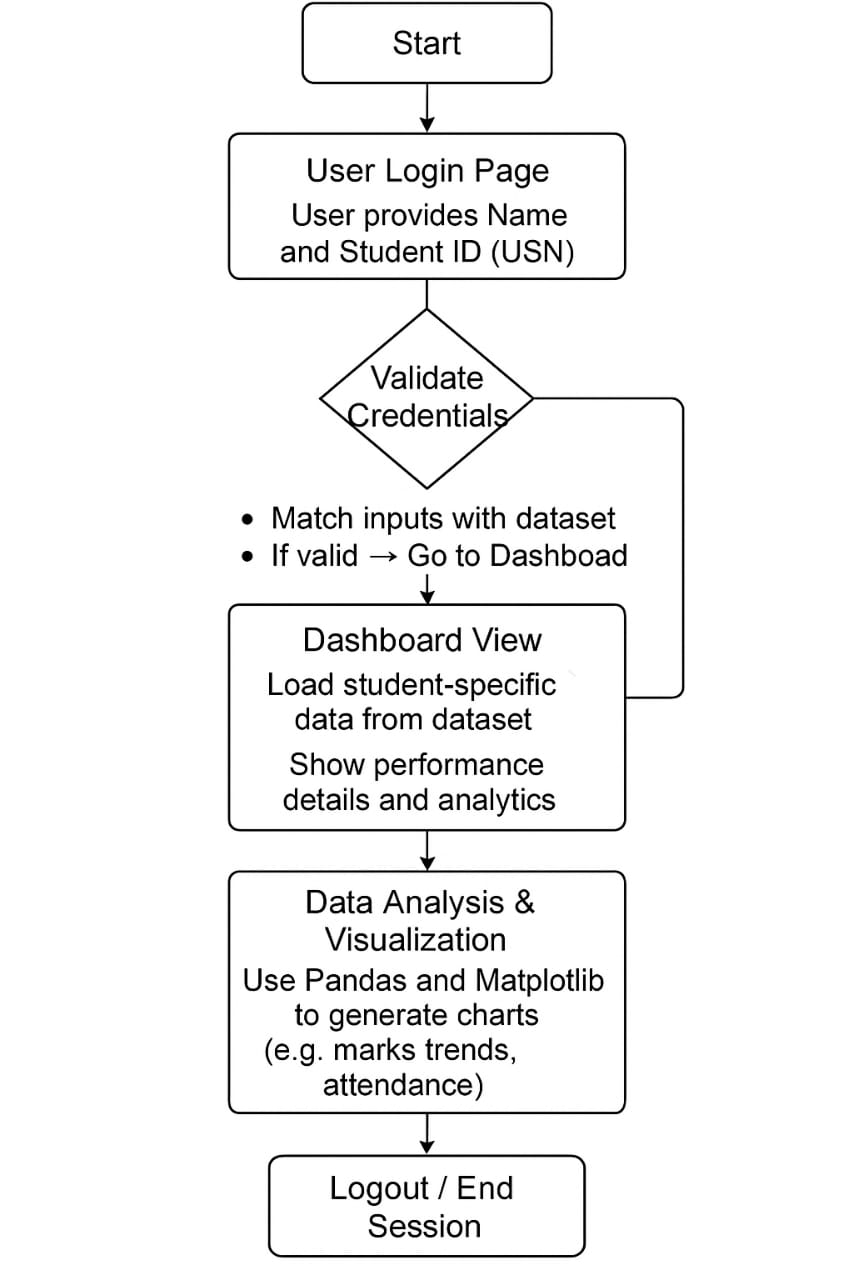 Start
User Login Page
User provides Name
and Student ID (USN)
Validate
Credentials
• Match inputs with dataset
• If valid → Go to Dashboad
Dashboard View
Load student-specific
data from dataset
Show performance
details and analytics
Data Analysis &
Visualization
Use Pandas and Matplotlib
to generate charts
(e.g. marks trends,
attendance)
Logout / End
Session